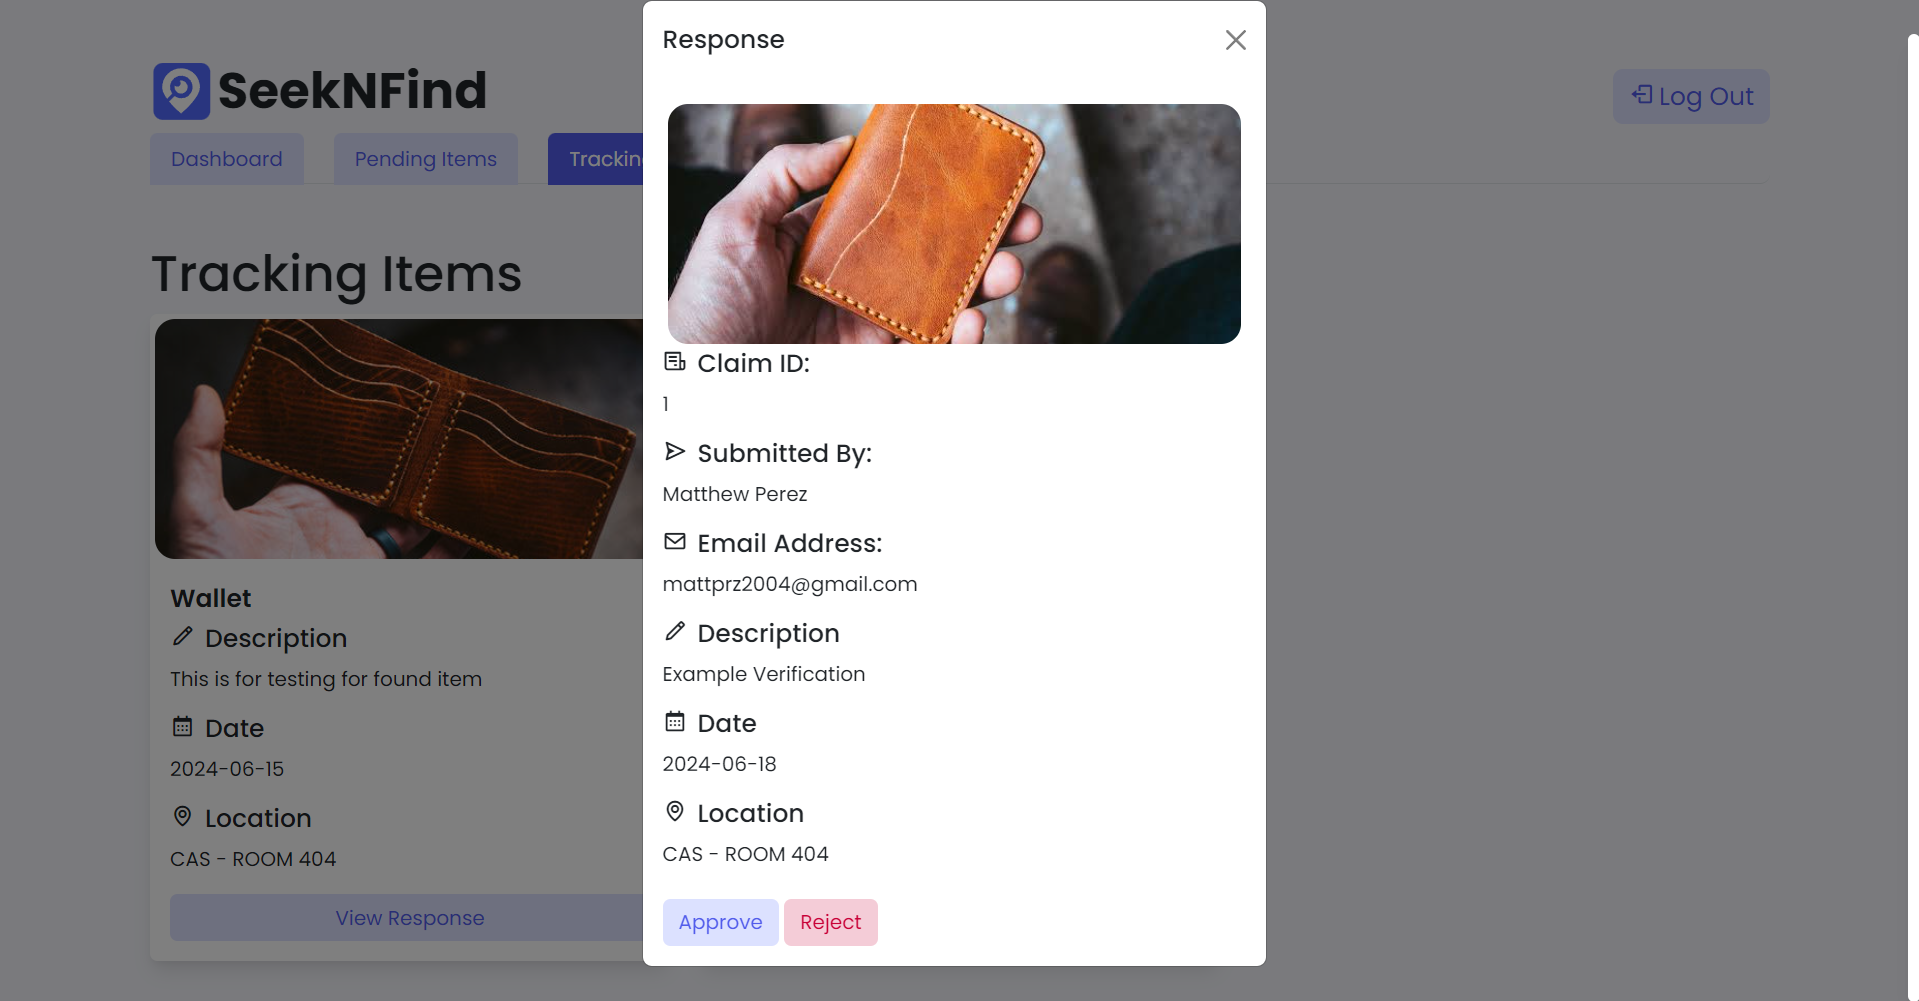 SeekNFind
Log Out
Dashboard
Pending Items
Tracking Items
Wallet
Description
This is for testing for found item
Date
2024-06-15
Location
CAS - ROOM 404
View Response
Response
Claim ID:
1
Submitted By:
Matthew Perez
Email Address:
mattprz2004@gmail.com
Description
Example Verification
Date
2024-06-18
Location
CAS - ROOM 404
Approve
Reject